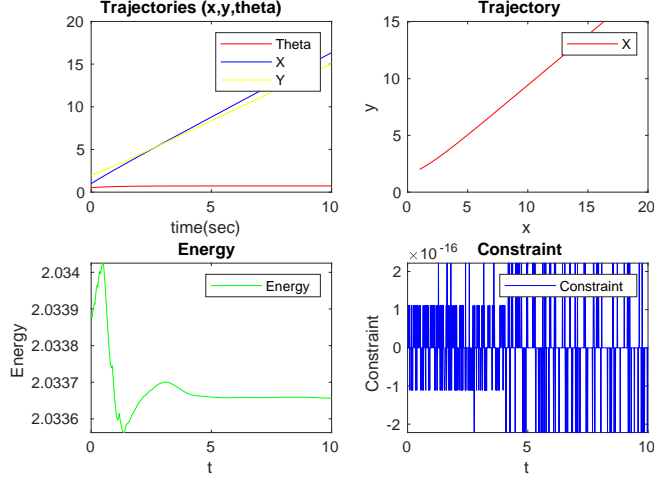 Trajectories (x,y,theta)
20
15
10
5
0
0
5
10
time(sec)
Theta
X
Y
Trajectory
15
10
5
0
y
0
5
10
15
20
x
X
Energy
2.034
2.0339
2.0338
2.0337
2.0336
Energy
0
5
10
t
Energy
×10^-16
Constraint
2
1
0
-1
-2
Constraint
0
5
10
t
Constraint